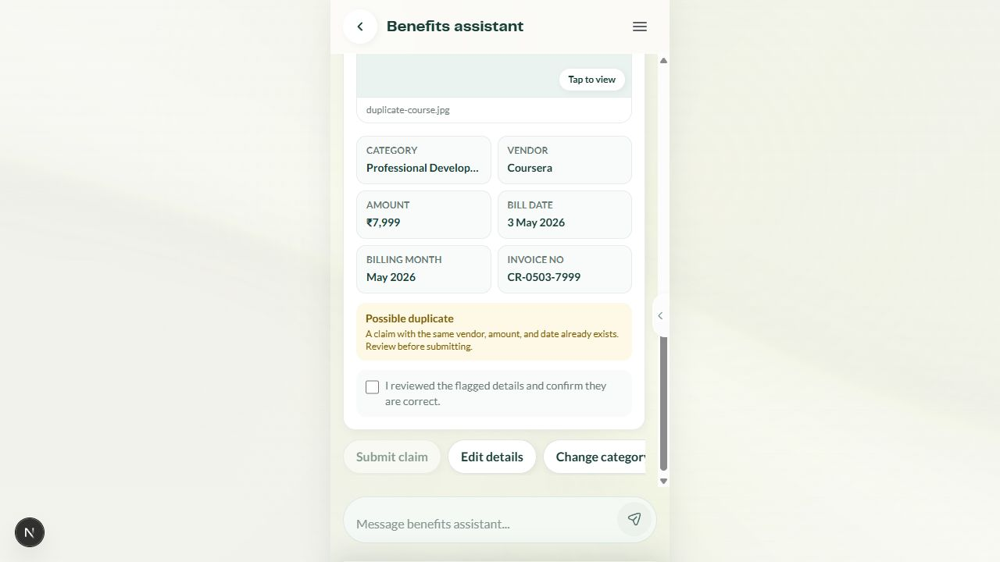 Benefits assistant
Tap to view
duplicate-course.jpg
CATEGORY
Professional Develop...
VENDOR
Coursera
AMOUNT
₹7,999
BILL DATE
3 May 2026
BILLING MONTH
May 2026
INVOICE NO
CR-0503-7999
Possible duplicate
A claim with the same vendor, amount, and date already exists.
Review before submitting.
I reviewed the flagged details and confirm they
are correct.
Submit claim
Edit details
Change category
Message benefits assistant...
N